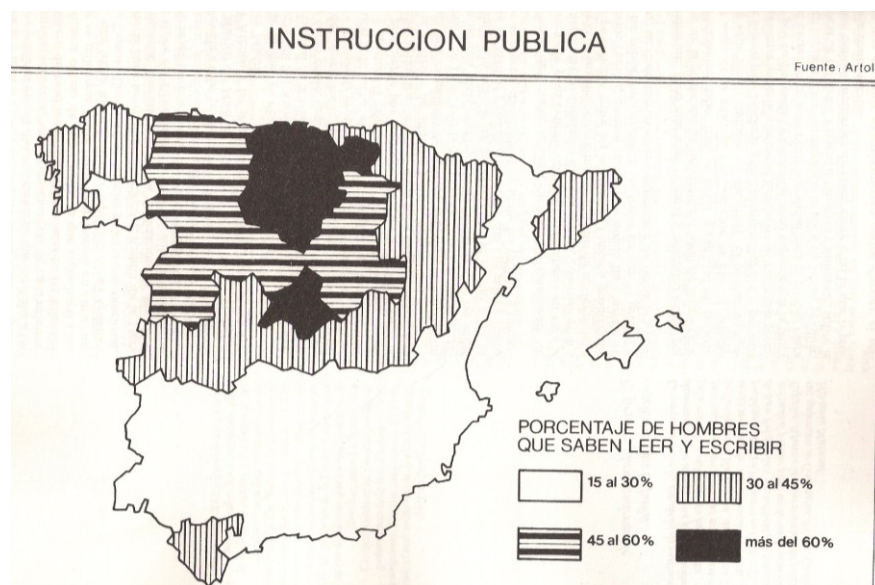 INSTRUCCION PUBLICA
Fuente: Artol
PORCENTAJE DE HOMBRES
QUE SABEN LEER Y ESCRIBIR
15 al 30%
30 al 45%
45 al 60%
más del 60%